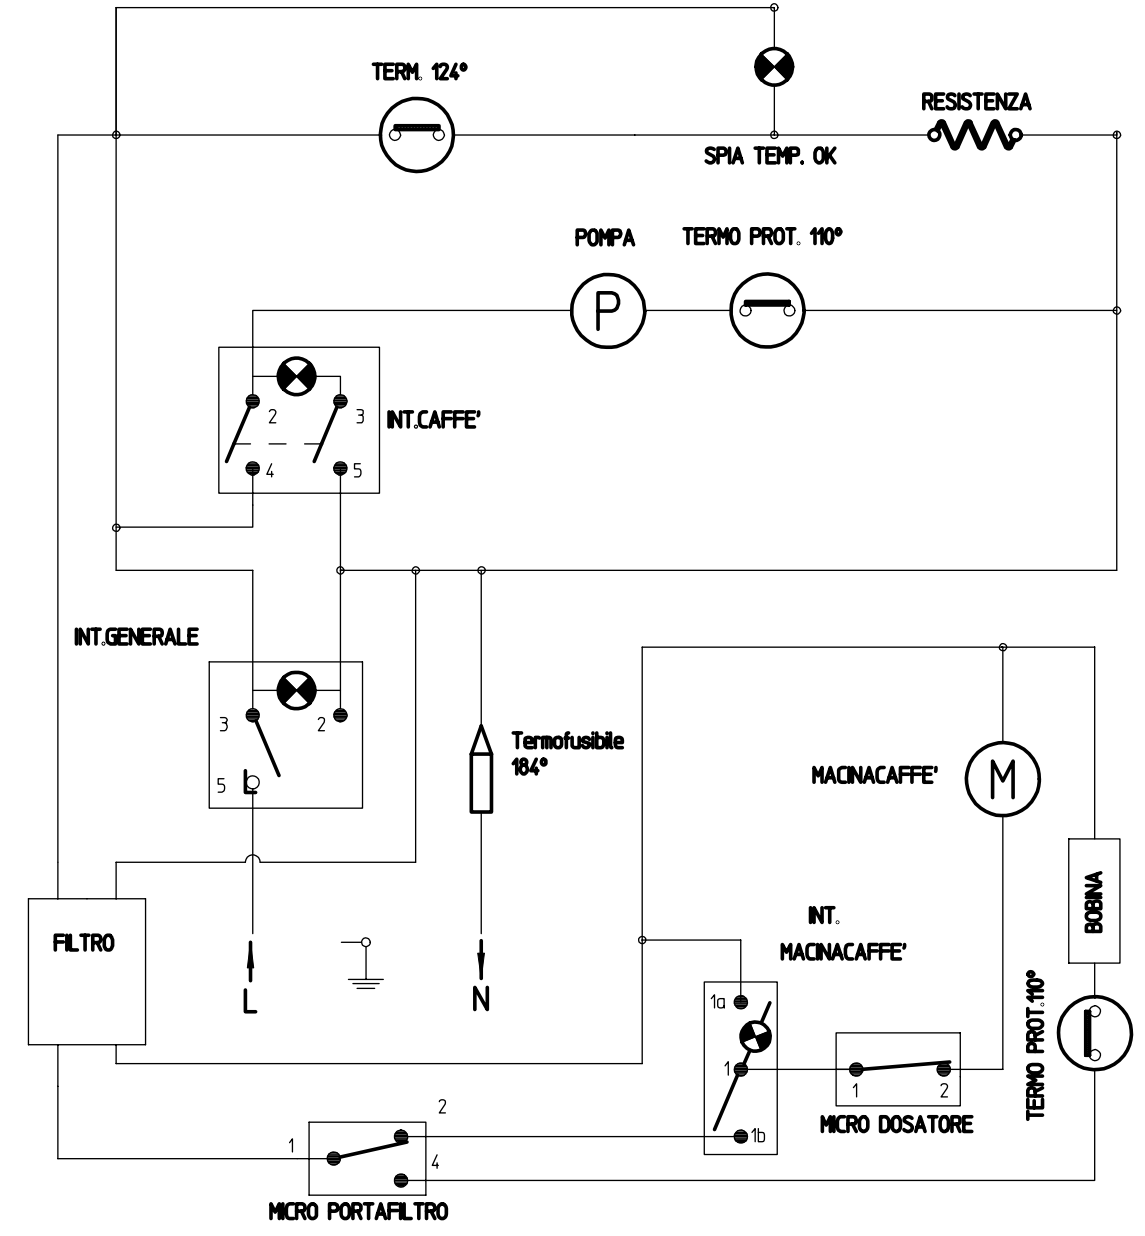 TERM. 124°
RESISTENZA
SPIA TEMP. OK
POMPA
TERMO PROT. 110°
P
2
3
INT.CAFFE'
4
5
INT.GENERALE
3
2
Termofusibile
184°
5
L
MACINACAFFE'
M
BOBINA
INT.
MACINACAFFE'
FILTRO
L
N
1a
TERMO PROT.110°
1
1
2
MICRO DOSATORE
2
1
1b
4
MICRO PORTAFILTRO